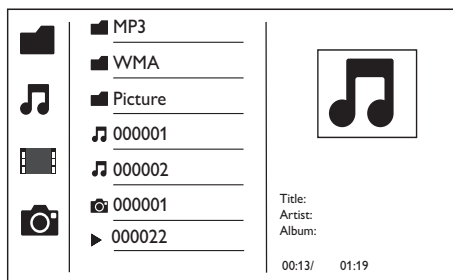 MP3
WMA
Picture
000001
000002
000001
000022
Title:
Artist:
Album:
00:13/ 01:19